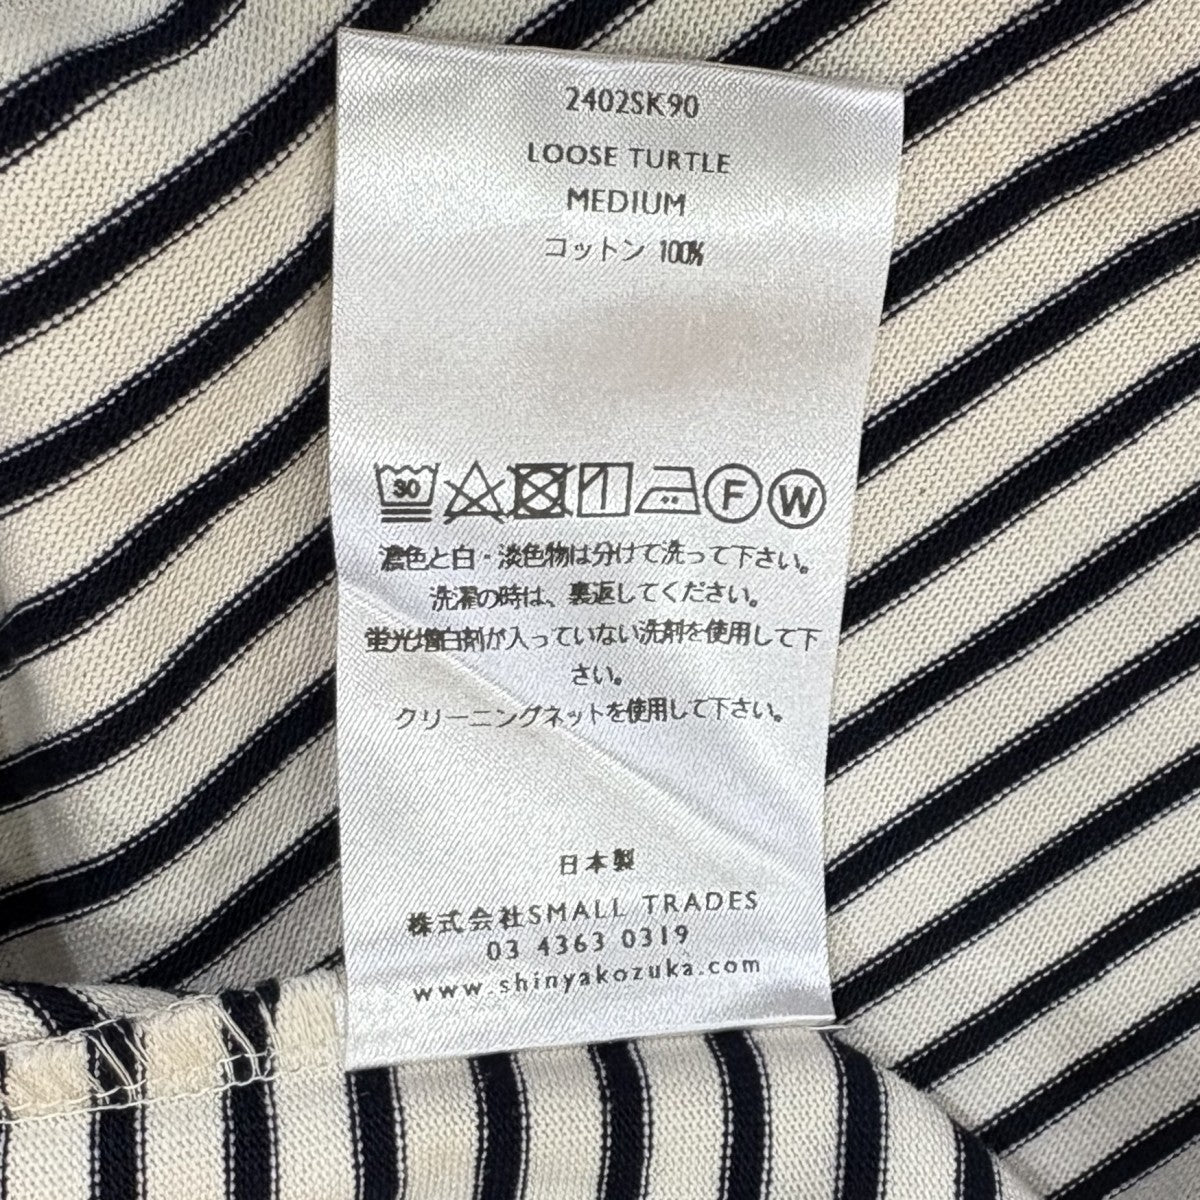 2402SK90
LOOSE TURTLE
MEDIUM
コットン 100%
30 F W
濃色と白・淡色物は分けて洗って下さい。
洗濯の時は、裏返してください。
蛍光増白剤が入っていない洗剤を使用して下
さい。
クリーニングネットを使用して下さい。
日本製
株式会社SMALL TRADES
03 4363 0319
www.shinyakozuka.com